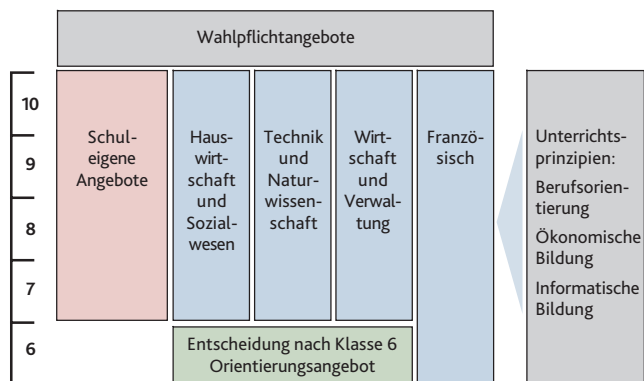 Wahlpflichtangebote
10
9
8
7
6
Schul-
eigene
Angebote
Haus-
wirt-
schaft
und
Sozial-
wesen
Technik
und
Natur-
wissen-
schaft
Wirt-
schaft und
Verwal-
tung
Franzö-
sisch
Entscheidung nach Klasse 6
Orientierungsangebot
Unterrichts-
prinzipien:
Berufsorien-
tierung
Ökonomische
Bildung
Informatische
Bildung